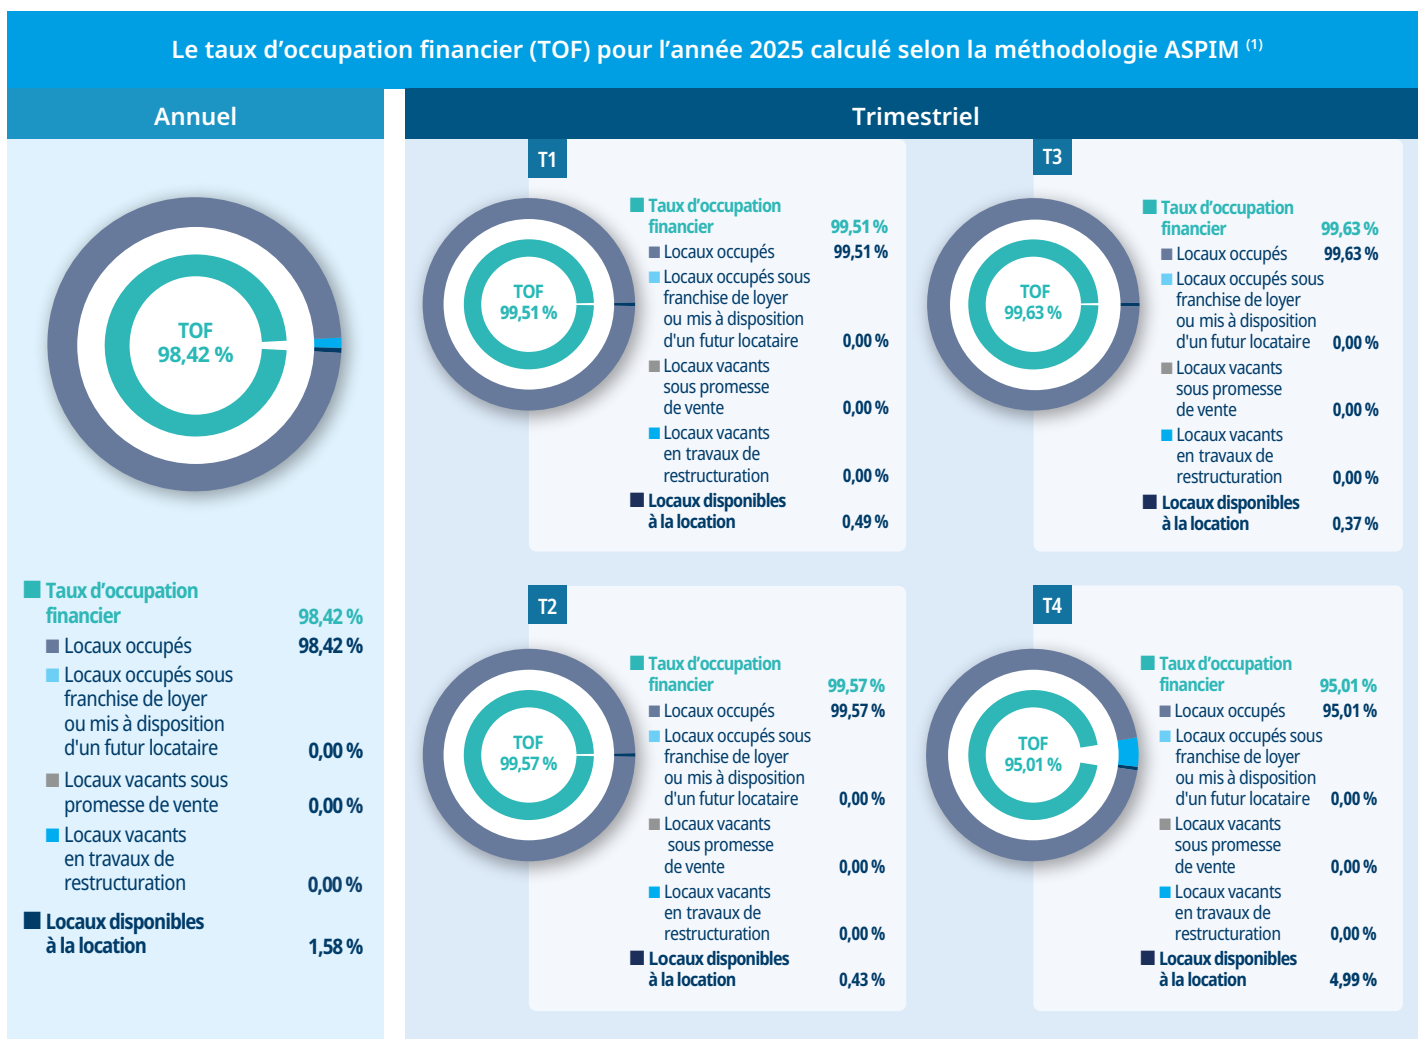 Le taux d’occupation financier (TOF) pour l’année 2025 calculé selon la méthodologie ASPIM (1)
Annuel
TOF
98,42 %
Taux d’occupation
financier 98,42 %
Locaux occupés 98,42 %
Locaux occupés sous
franchise de loyer
ou mis à disposition
d'un futur locataire 0,00 %
Locaux vacants sous
promesse de vente 0,00 %
Locaux vacants
en travaux de
restructuration 0,00 %
Locaux disponibles
à la location 1,58 %
Trimestriel
T1
TOF
99,51 %
Taux d’occupation
financier 99,51 %
Locaux occupés 99,51 %
Locaux occupés sous
franchise de loyer
ou mis à disposition
d'un futur locataire 0,00 %
Locaux vacants
sous promesse
de vente 0,00 %
Locaux vacants
en travaux de
restructuration 0,00 %
Locaux disponibles
à la location 0,49 %
T2
TOF
99,57 %
Taux d’occupation
financier 99,57 %
Locaux occupés 99,57 %
Locaux occupés sous
franchise de loyer
ou mis à disposition
d'un futur locataire 0,00 %
Locaux vacants
sous promesse
de vente 0,00 %
Locaux vacants
en travaux de
restructuration 0,00 %
Locaux disponibles
à la location 0,43 %
T3
TOF
99,63 %
Taux d’occupation
financier 99,63 %
Locaux occupés 99,63 %
Locaux occupés sous
franchise de loyer
ou mis à disposition
d'un futur locataire 0,00 %
Locaux vacants
sous promesse
de vente 0,00 %
Locaux vacants
en travaux de
restructuration 0,00 %
Locaux disponibles
à la location 0,37 %
T4
TOF
95,01 %
Taux d’occupation
financier 95,01 %
Locaux occupés 95,01 %
Locaux occupés sous
franchise de loyer
ou mis à disposition
d'un futur locataire 0,00 %
Locaux vacants
sous promesse
de vente 0,00 %
Locaux vacants
en travaux de
restructuration 0,00 %
Locaux disponibles
à la location 4,99 %